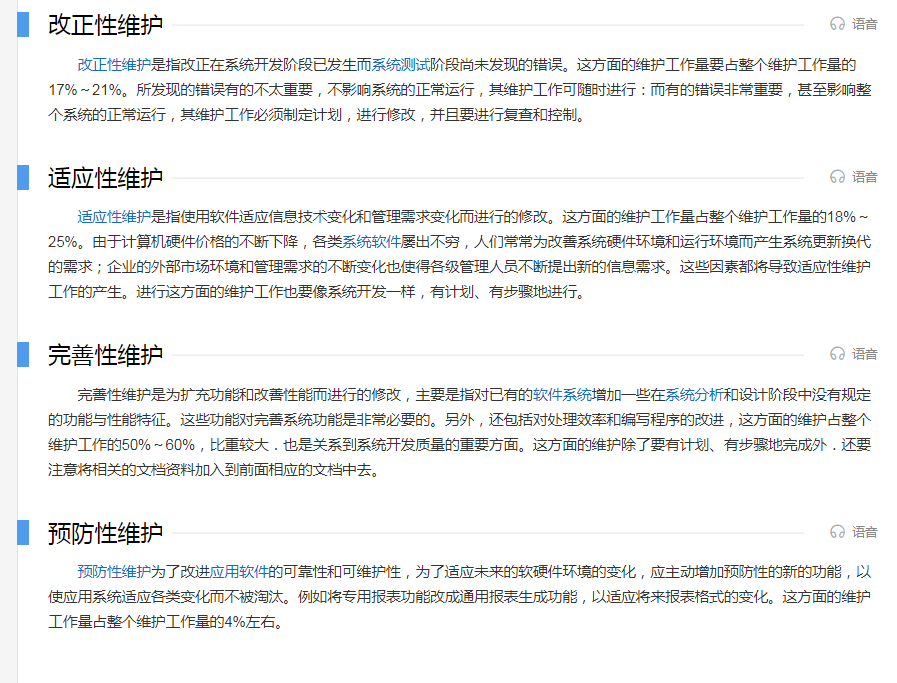 改正性维护
语音
改正性维护是指改正在系统开发阶段已发生而系统测试阶段尚未发现的错误。这方面的维护工作量要占整个维护工作量的
17%～21%。所发现的错误有的不太重要，不影响系统的正常运行，其维护工作可随时进行：而有的错误非常重要，甚至影响整
个系统的正常运行，其维护工作必须制定计划，进行修改，并且要进行复查和控制。
适应性维护
语音
适应性维护是指使用软件适应信息技术变化和管理需求变化而进行的修改。这方面的维护工作量占整个维护工作量的18%～
25%。由于计算机硬件价格的不断下降，各类系统软件屡出不穷，人们常常为改善系统硬件环境和运行环境而产生系统更新换代
的需求；企业的外部市场环境和管理需求的不断变化也使得各级管理人员不断提出新的信息需求。这些因素都将导致适应性维护
工作的产生。进行这方面的维护工作也要像系统开发一样，有计划、有步骤地进行。
完善性维护
语音
完善性维护是为扩充功能和改善性能而进行的修改，主要是指对已有的软件系统增加一些在系统分析和设计阶段中没有规定
的功能与性能特征。这些功能对完善系统功能是非常必要的。另外，还包括对处理效率和编写程序的改进，这方面的维护占整个
维护工作的50%～60%，比重较大．也是关系到系统开发质量的重要方面。这方面的维护除了要有计划、有步骤地完成外．还要
注意将相关的文档资料加入到前面相应的文档中去。
预防性维护
语音
预防性维护为了改进应用软件的可靠性和可维护性，为了适应未来的软硬件环境的变化，应主动增加预防性的新的功能，以
使应用系统适应各类变化而不被淘汰。例如将专用报表功能改成通用报表生成功能，以适应将来报表格式的变化。这方面的维护
工作量占整个维护工作量的4%左右。